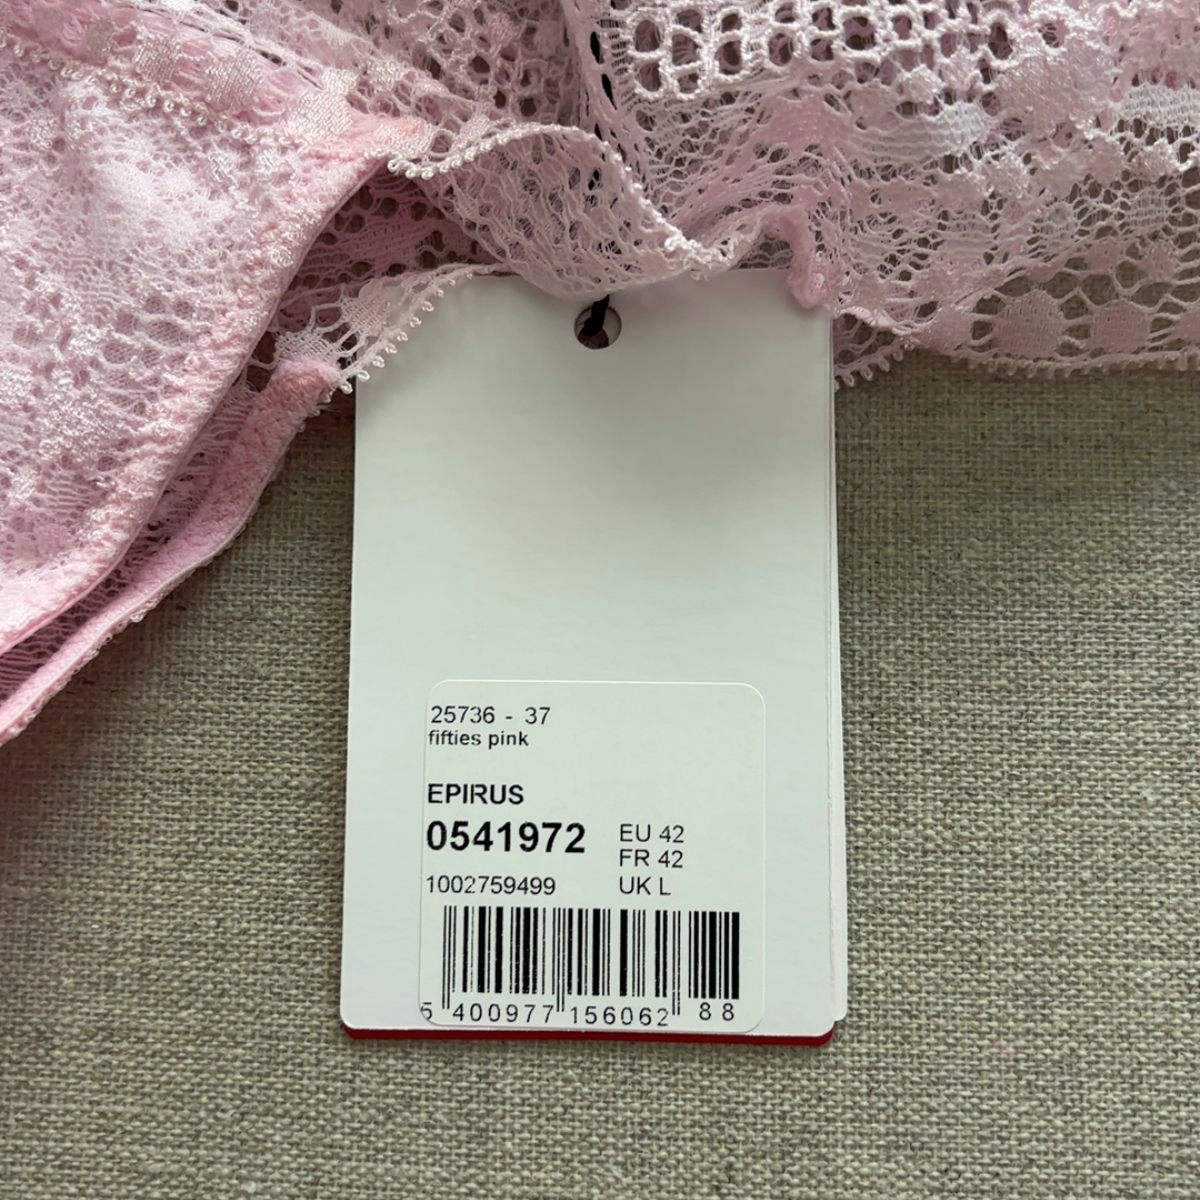 25736 - 37
fifties pink
EPIRUS
0541972
EU 42
FR 42
1002759499
UK L
5 400977 156062 88